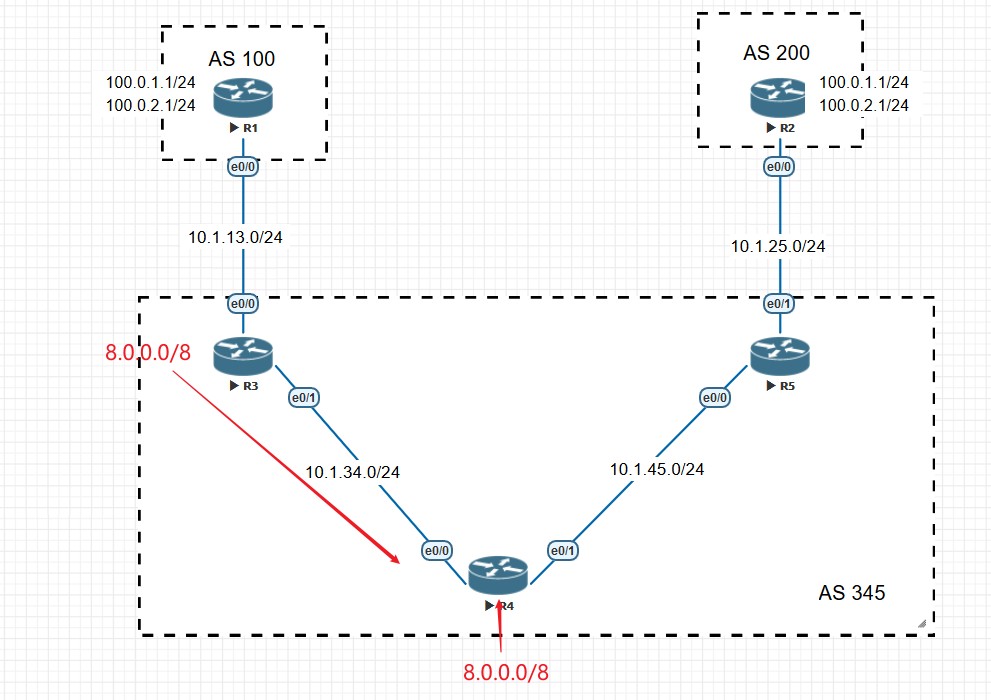 AS 100
100.0.1.1/24
100.0.2.1/24
R1
e0/0
AS 200
100.0.1.1/24
100.0.2.1/24
R2
e0/0
10.1.13.0/24
10.1.25.0/24
e0/0
e0/1
8.0.0.0/8
R3
R5
e0/1
e0/0
10.1.34.0/24
10.1.45.0/24
e0/0
e0/1
R4
AS 345
8.0.0.0/8